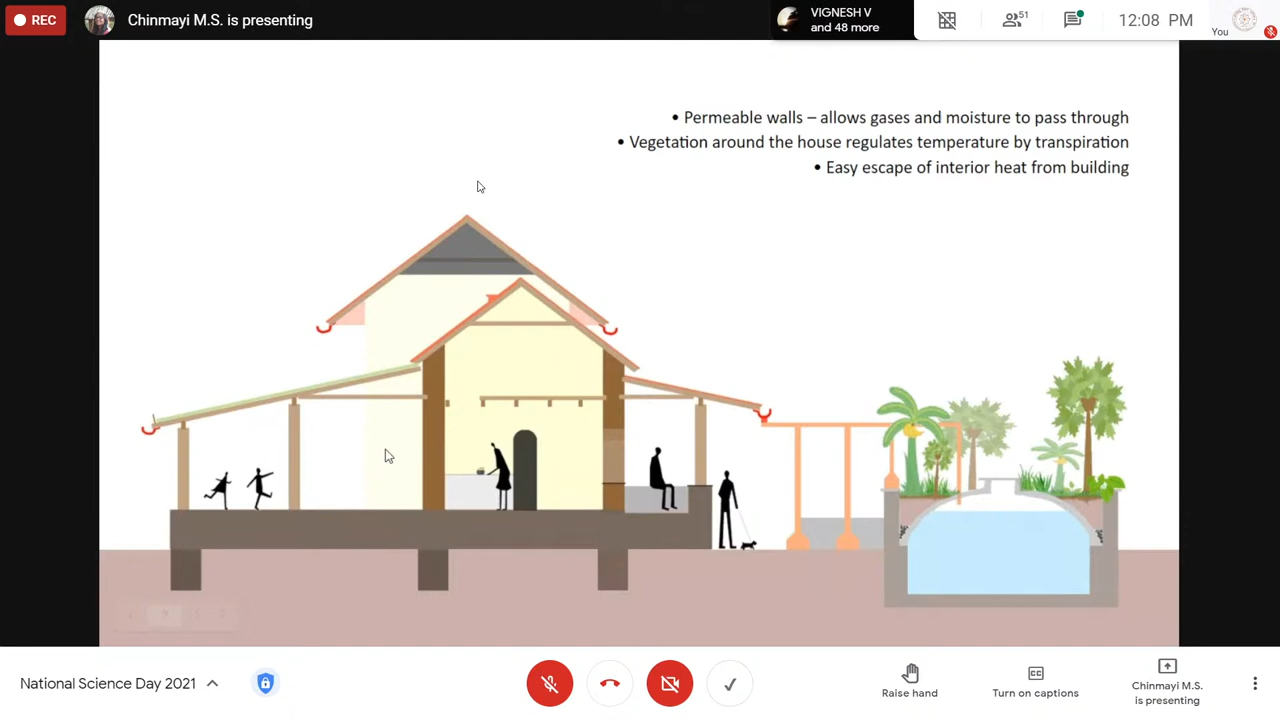 REC
Chinmayi M.S. is presenting
VIGNESH V
and 48 more
51
12:08 PM
You
• Permeable walls – allows gases and moisture to pass through
• Vegetation around the house regulates temperature by transpiration
• Easy escape of interior heat from building
National Science Day 2021
Raise hand
CC
Turn on captions
Chinmayi M.S.
is presenting